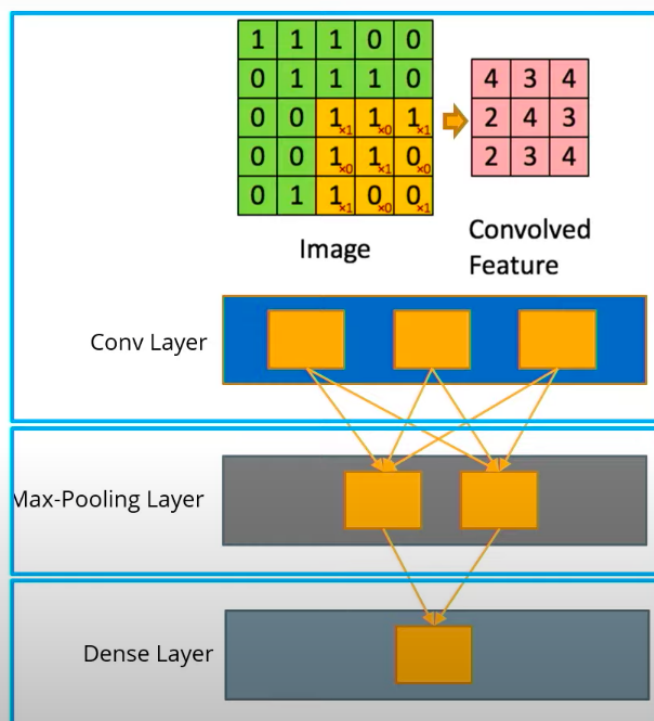 1 1 1 0 0
0 1 1 1 0
0 0 1×1 1×0 1×1
0 0 1×0 1×1 0×0
0 1 1×1 0×0 0×1
4 3 4
2 4 3
2 3 4
Image
Convolved
Feature
Conv Layer
Max-Pooling Layer
Dense Layer